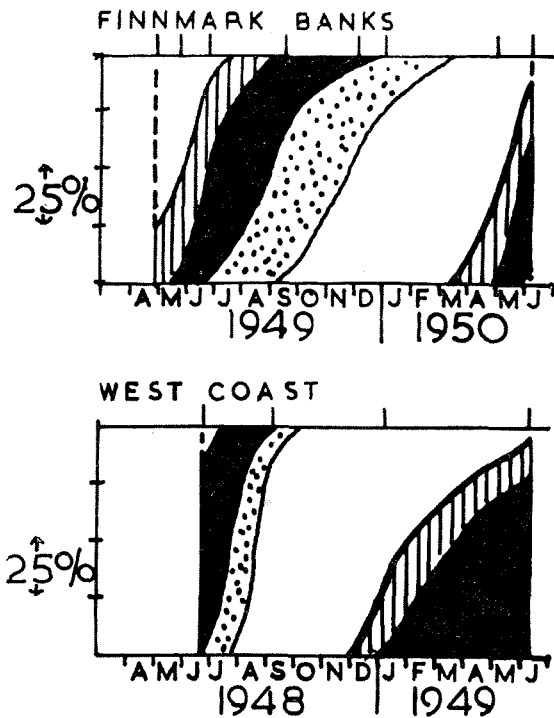 FINNMARK BANKS
25%
A M J J A S O N D J F M A M J
1949 1950
WEST COAST
25%
A M J J A S O N D J F M A M J
1948 1949